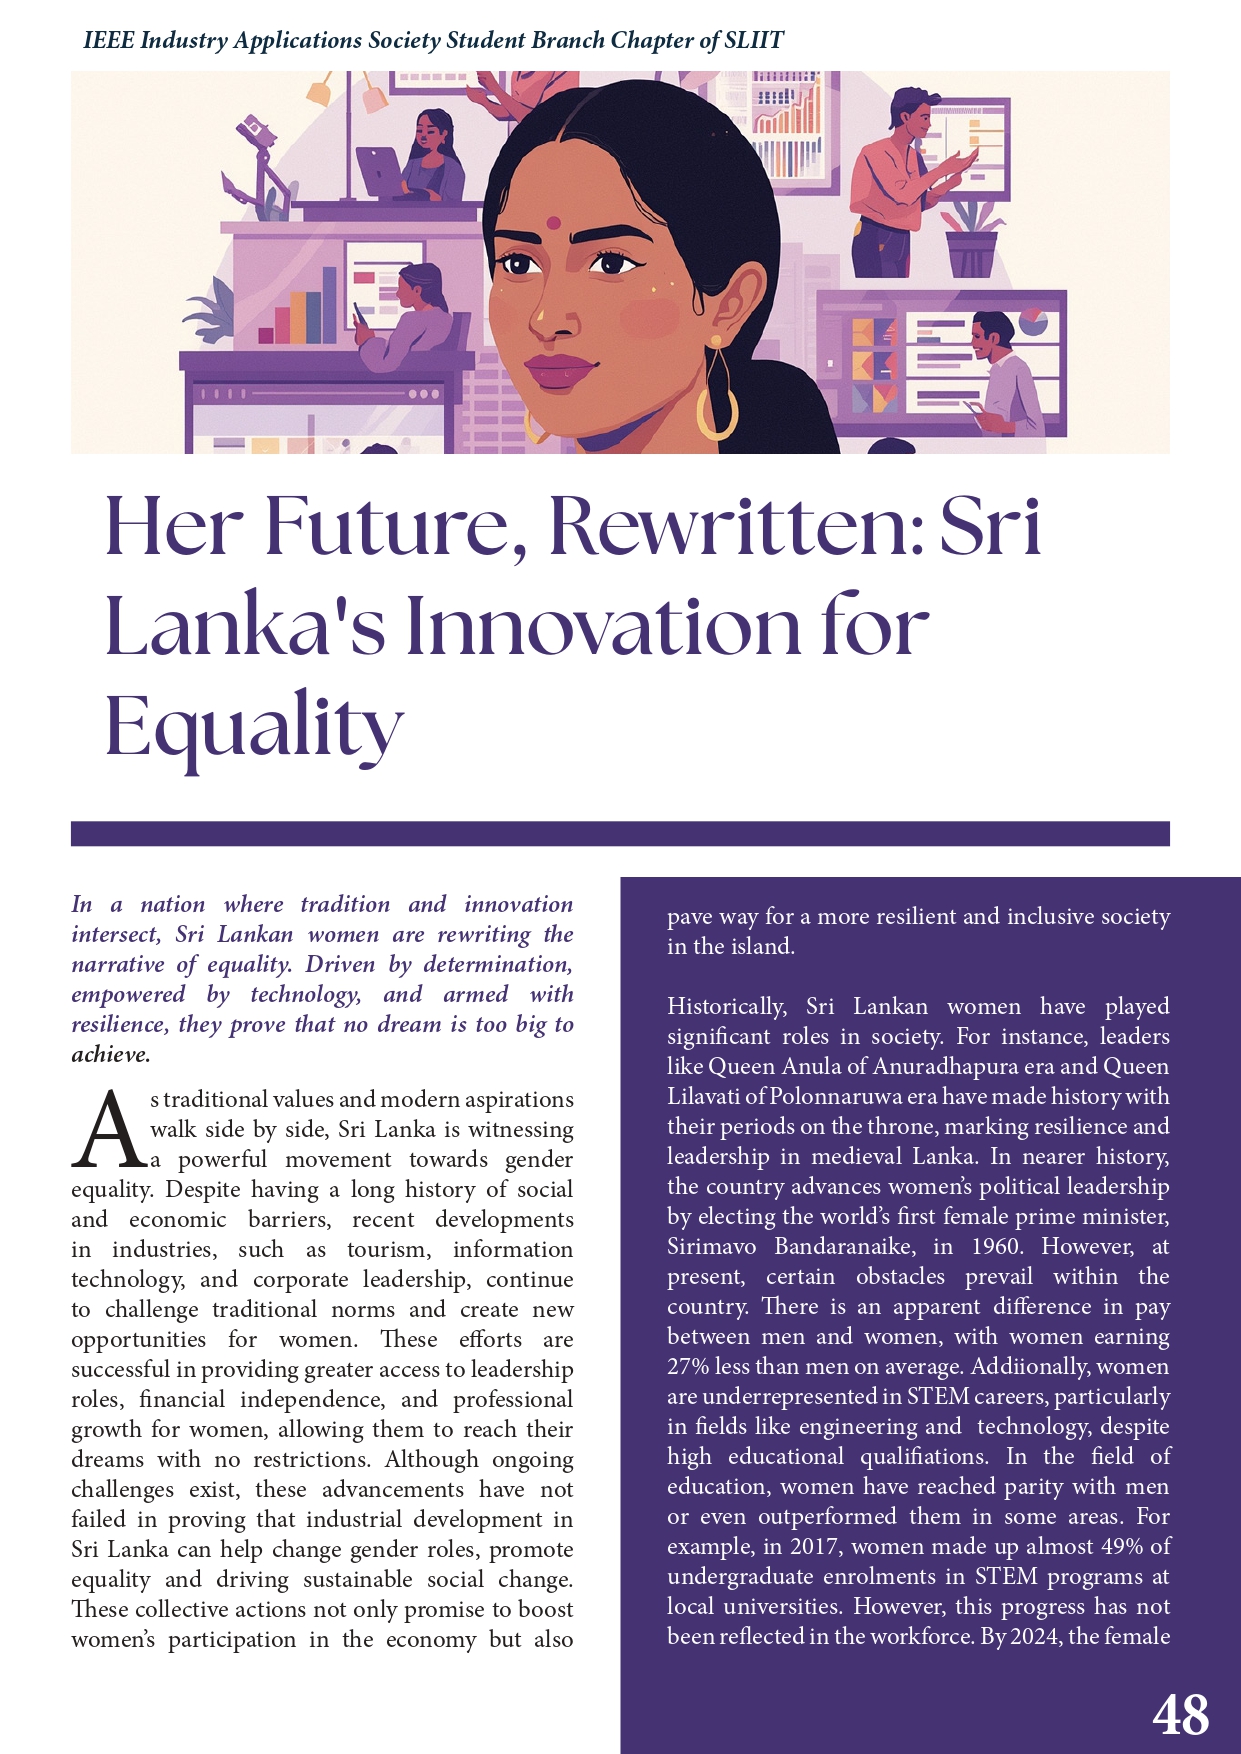 IEEE Industry Applications Society Student Branch Chapter of SLIIT
Her Future, Rewritten: Sri
Lanka's Innovation for
Equality
In a nation where tradition and innovation
intersect, Sri Lankan women are rewriting the
narrative of equality. Driven by determination,
empowered by technology, and armed with
resilience, they prove that no dream is too big to
achieve.
As traditional values and modern aspirations
walk side by side, Sri Lanka is witnessing
a powerful movement towards gender
equality. Despite having a long history of social
and economic barriers, recent developments
in industries, such as tourism, information
technology, and corporate leadership, continue
to challenge traditional norms and create new
opportunities for women. These efforts are
successful in providing greater access to leadership
roles, financial independence, and professional
growth for women, allowing them to reach their
dreams with no restrictions. Although ongoing
challenges exist, these advancements have not
failed in proving that industrial development in
Sri Lanka can help change gender roles, promote
equality and driving sustainable social change.
These collective actions not only promise to boost
women’s participation in the economy but also
pave way for a more resilient and inclusive society
in the island.
Historically, Sri Lankan women have played
significant roles in society. For instance, leaders
like Queen Anula of Anuradhapura era and Queen
Lilavati of Polonnaruwa era have made history with
their periods on the throne, marking resilience and
leadership in medieval Lanka. In nearer history,
the country advances women’s political leadership
by electing the world’s first female prime minister,
Sirimavo Bandaranaike, in 1960. However, at
present, certain obstacles prevail within the
country. There is an apparent difference in pay
between men and women, with women earning
27% less than men on average. Addiionally, women
are underrepresented in STEM careers, particularly
in fields like engineering and technology, despite
high educational qualifiations. In the field of
education, women have reached parity with men
or even outperformed them in some areas. For
example, in 2017, women made up almost 49% of
undergraduate enrolments in STEM programs at
local universities. However, this progress has not
been reflected in the workforce. By 2024, the female
48